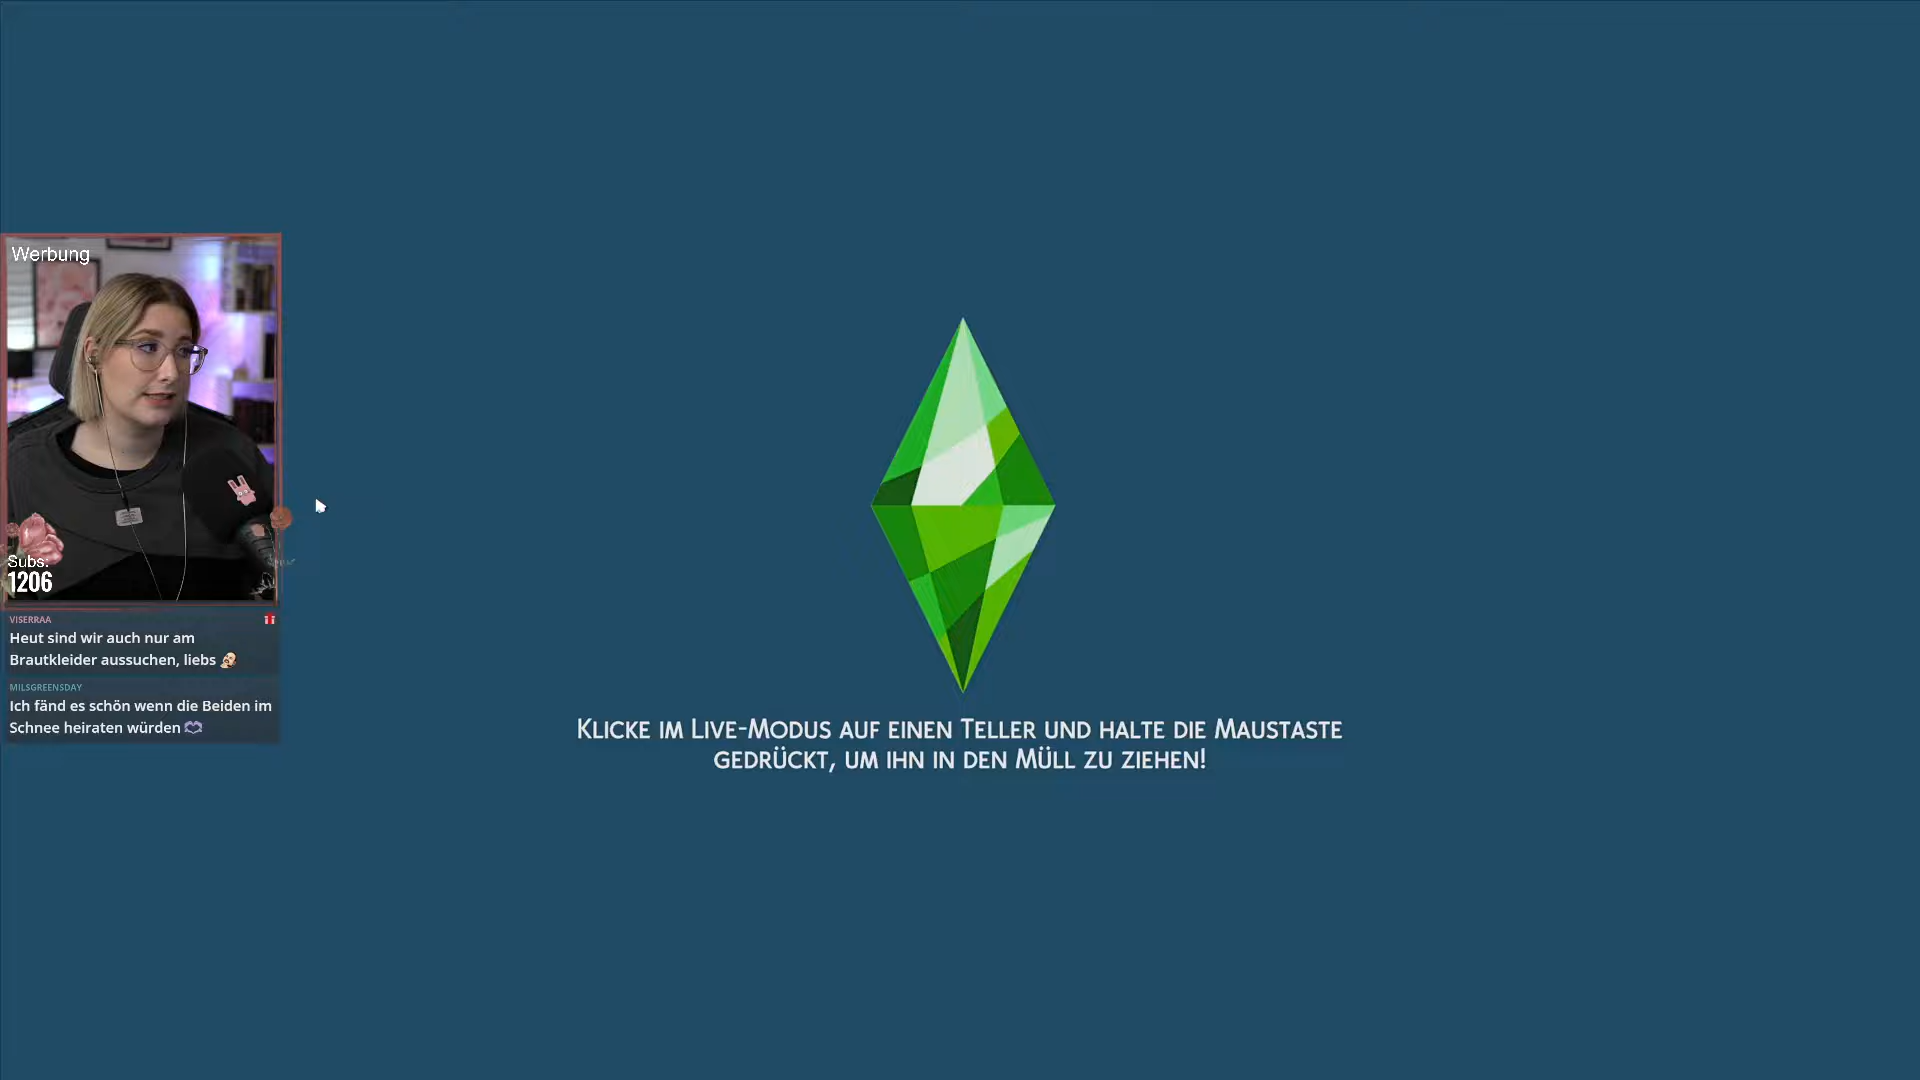 Werbung
Subs:
1206
VISERRAA
Heut sind wir auch nur am
Brautkleider aussuchen, liebs
MILSGREENSDAY
Ich fänd es schön wenn die Beiden im
Schnee heiraten würden
KLICKE IM LIVE-MODUS AUF EINEN TELLER UND HALTE DIE MAUSTASTE
GEDRÜCKT, UM IHN IN DEN MÜLL ZU ZIEHEN!